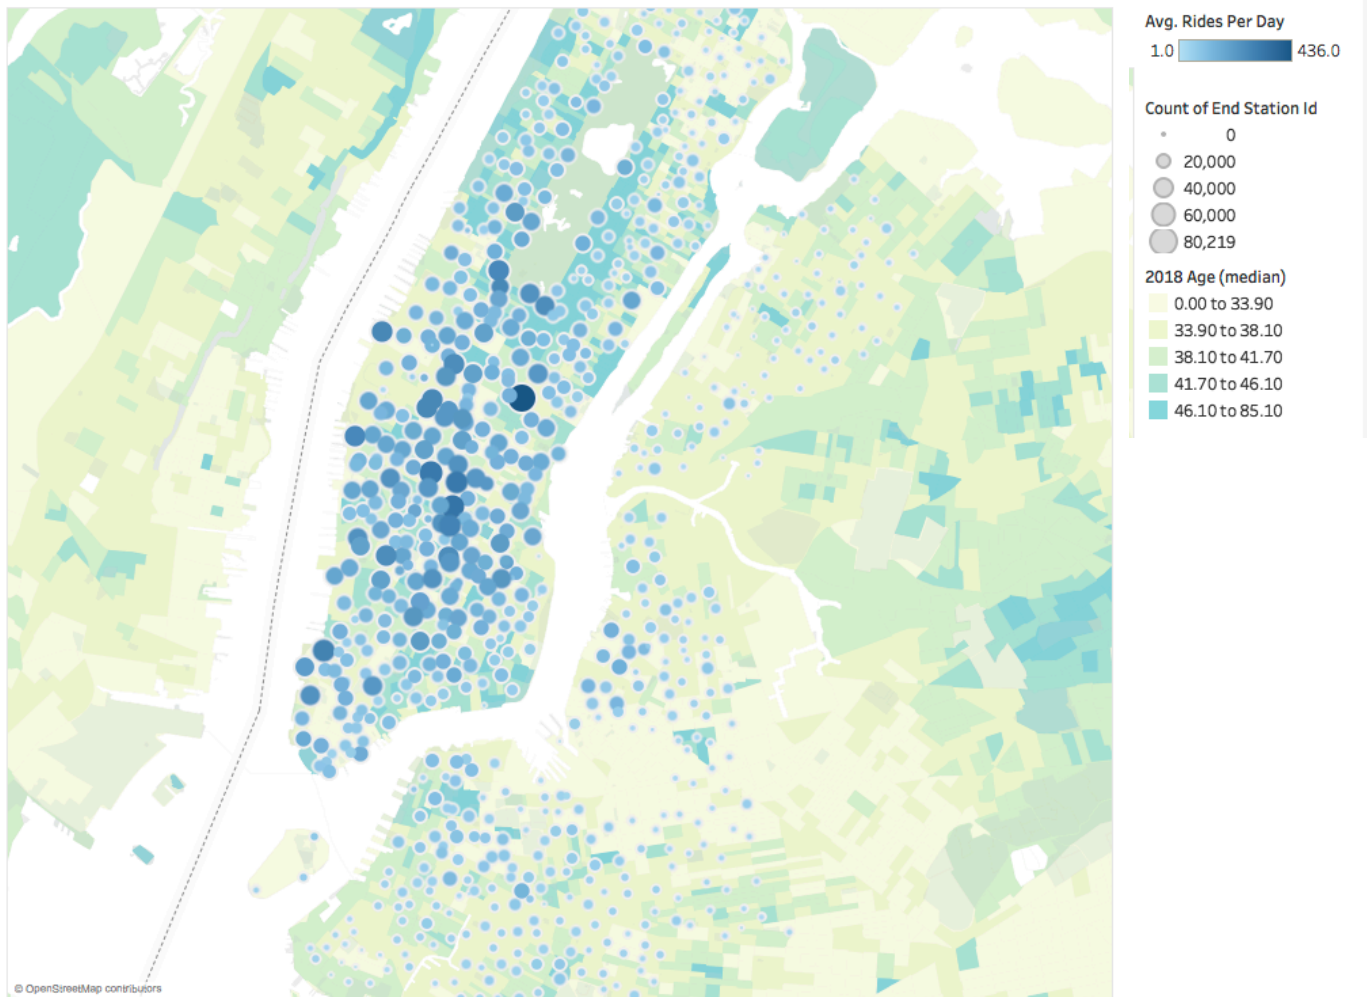 Avg. Rides Per Day
1.0 436.0
Count of End Station Id
0
20,000
40,000
60,000
80,219
2018 Age (median)
0.00 to 33.90
33.90 to 38.10
38.10 to 41.70
41.70 to 46.10
46.10 to 85.10
© OpenStreetMap contributors